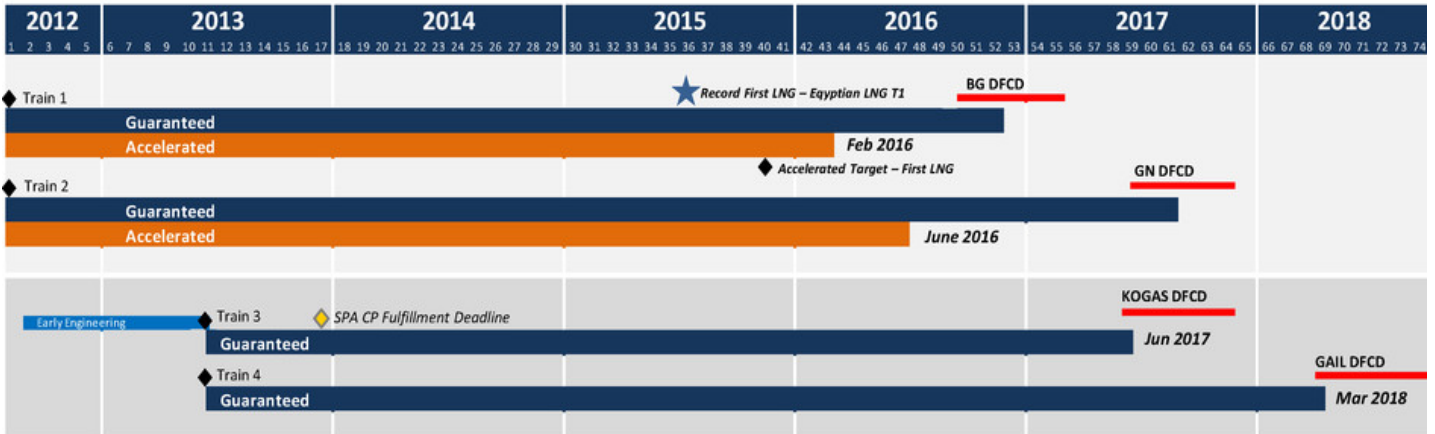 2012 2013 2014 2015 2016 2017 2018
1 2 3 4 5 6 7 8 9 10 11 12 13 14 15 16 17 18 19 20 21 22 23 24 25 26 27 28 29 30 31 32 33 34 35 36 37 38 39 40 41 42 43 44 45 46 47 48 49 50 51 52 53 54 55 56 57 58 59 60 61 62 63 64 65 66 67 68 69 70 71 72 73 74
BG DFCD
Train 1
Record First LNG – Egyptian LNG T1
Guaranteed
Accelerated
Feb 2016
Accelerated Target – First LNG
GN DFCD
Train 2
Guaranteed
Accelerated
June 2016
KOGAS DFCD
Early Engineering
Train 3
SPA CP Fulfillment Deadline
Guaranteed
Jun 2017
GAIL DFCD
Train 4
Guaranteed
Mar 2018